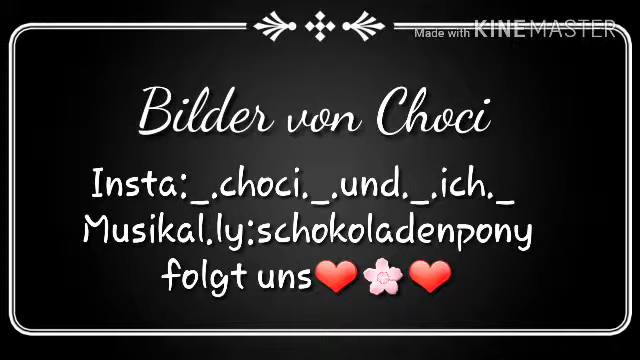 Made with KINEMASTER
Bilder von Choci
Insta:_.choci._.und._.ich._
Musikal.ly:schokoladenpony
folgt uns❤🌸❤